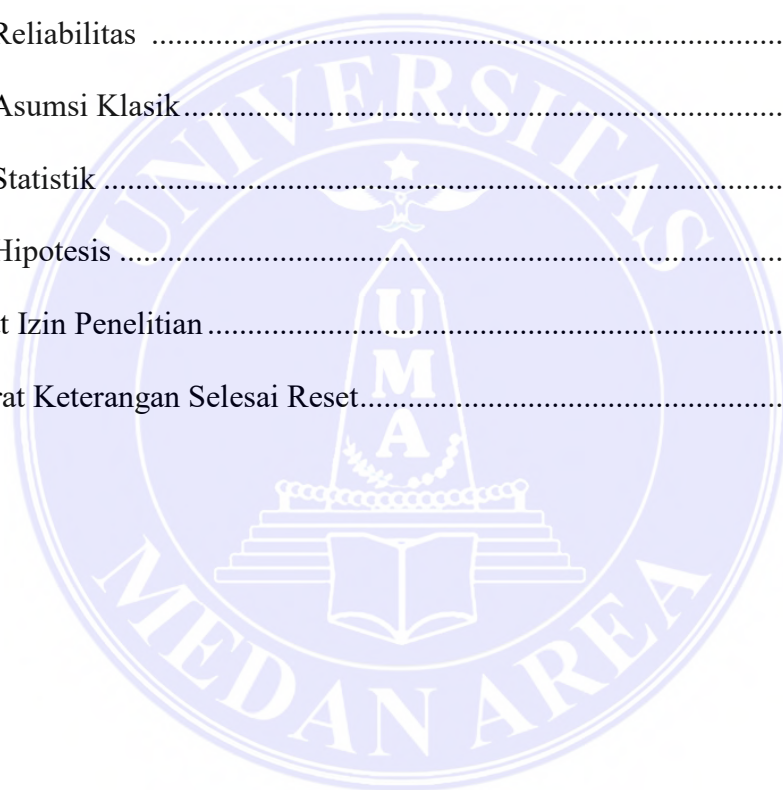 Reliabilitas ........................................................................................
Asumsi Klasik....................................................................................
Statistik ..............................................................................................
Hipotesis ............................................................................................
t Izin Penelitian..................................................................................
rat Keterangan Selesai Reset...............................................................
UNIVERSITAS
U
M
A
MEDAN AREA